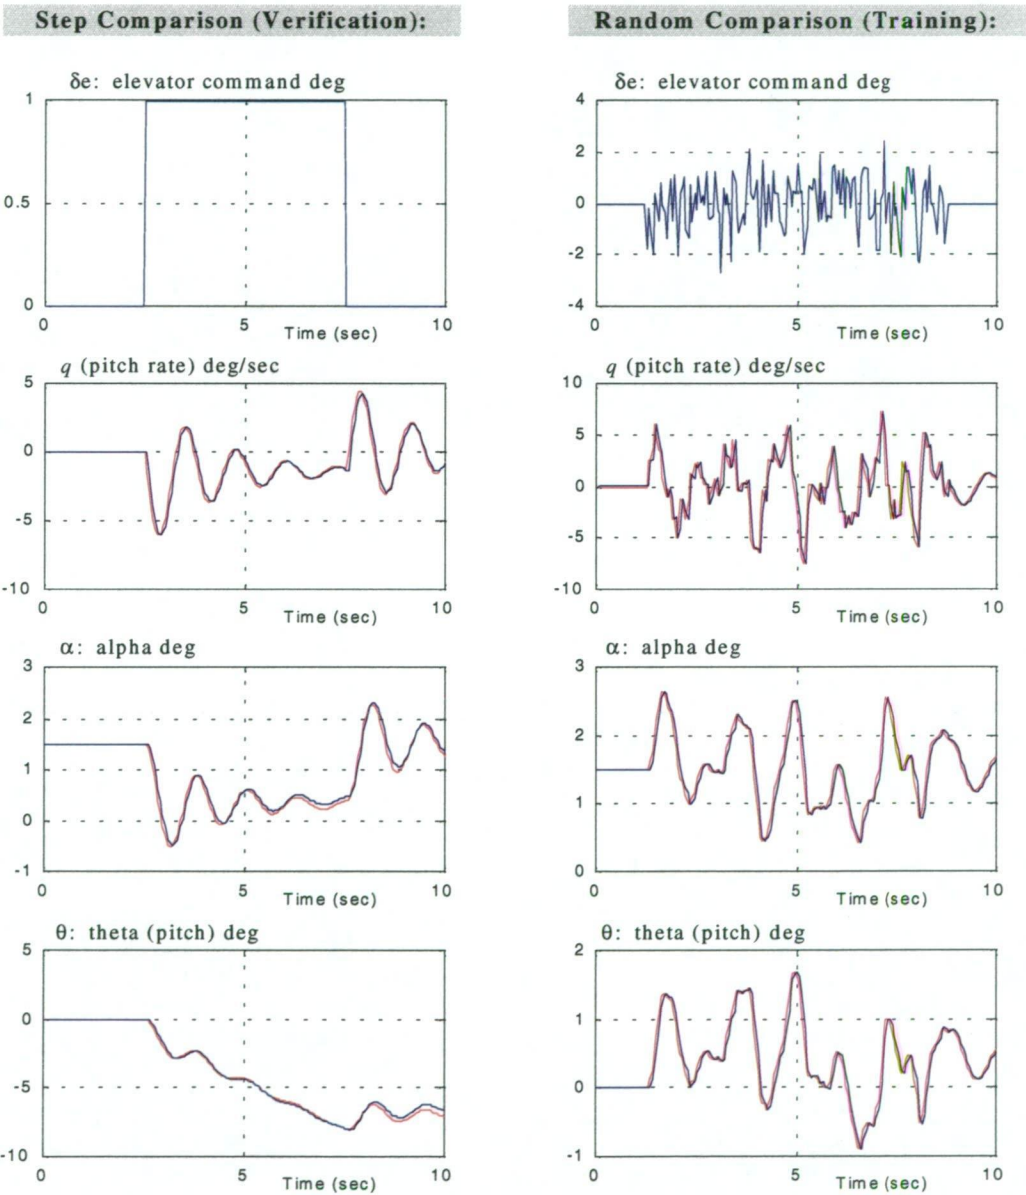 Step Comparison (Verification):
δe: elevator command deg
1
0.5
0
0 5 10
Time (sec)
q (pitch rate) deg/sec
5
0
-5
-10
0 5 10
Time (sec)
α: alpha deg
3
2
1
0
-1
0 5 10
Time (sec)
θ: theta (pitch) deg
5
0
-5
-10
0 5 10
Time (sec)
Random Comparison (Training):
δe: elevator command deg
4
2
0
-2
-4
0 5 10
Time (sec)
q (pitch rate) deg/sec
10
5
0
-5
-10
0 5 10
Time (sec)
α: alpha deg
3
2
1
0
0 5 10
Time (sec)
θ: theta (pitch) deg
2
1
0
-1
0 5 10
Time (sec)